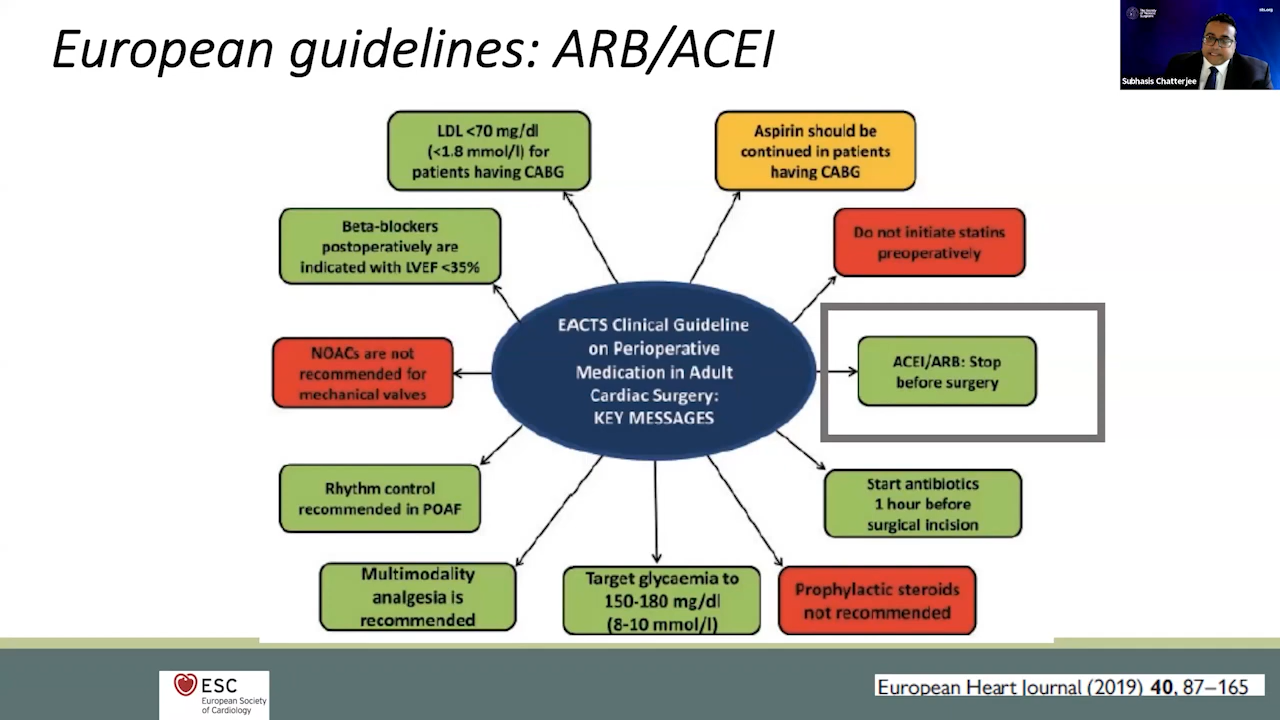 European guidelines: ARB/ACEI
sts.org
Subhasis Chatterjee
LDL <70 mg/dl
(<1.8 mmol/l) for
patients having CABG
Aspirin should be
continued in patients
having CABG
Beta-blockers
postoperatively are
indicated with LVEF <35%
Do not initiate statins
preoperatively
EACTS Clinical Guideline
on Perioperative
Medication in Adult
Cardiac Surgery:
KEY MESSAGES
NOACs are not
recommended for
mechanical valves
ACEI/ARB: Stop
before surgery
Rhythm control
recommended in POAF
Start antibiotics
1 hour before
surgical incision
Multimodality
analgesia is
recommended
Target glycaemia to
150-180 mg/dl
(8-10 mmol/l)
Prophylactic steroids
not recommended
ESC
European Society
of Cardiology
European Heart Journal (2019) 40, 87–165